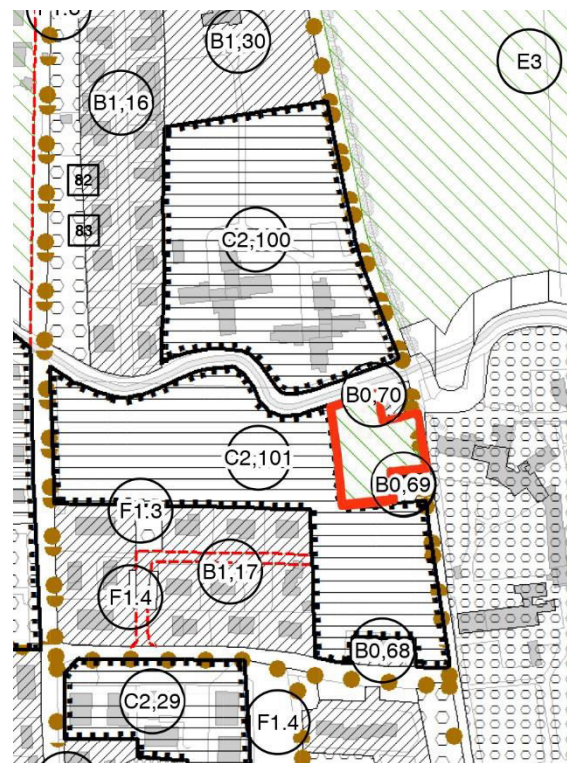 B1,30
E3
B1,16
82
83
C2,100
B0,70
C2,101
B0,69
F1.3
B1,17
F1.4
B0,68
C2,29
F1.4